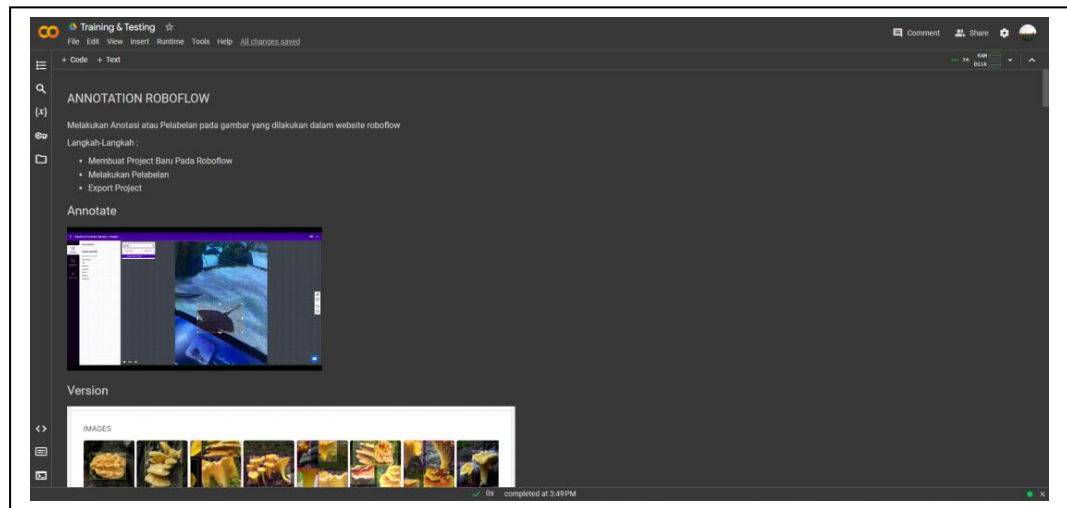 Training & Testing
Comment
Share
File Edit View Insert Runtime Tools Help All changes saved
+ Code + Text
T4
RAM
Disk
{x}
ANNOTATION ROBOFLOW
Melakukan Anotasi atau Pelabelan pada gambar yang dilakukan dalam website roboflow
Langkah-Langkah :
• Membuat Project Baru Pada Roboflow
• Melakukan Pelabelan
• Export Project
Annotate
Version
IMAGES
0s completed at 3:49 PM